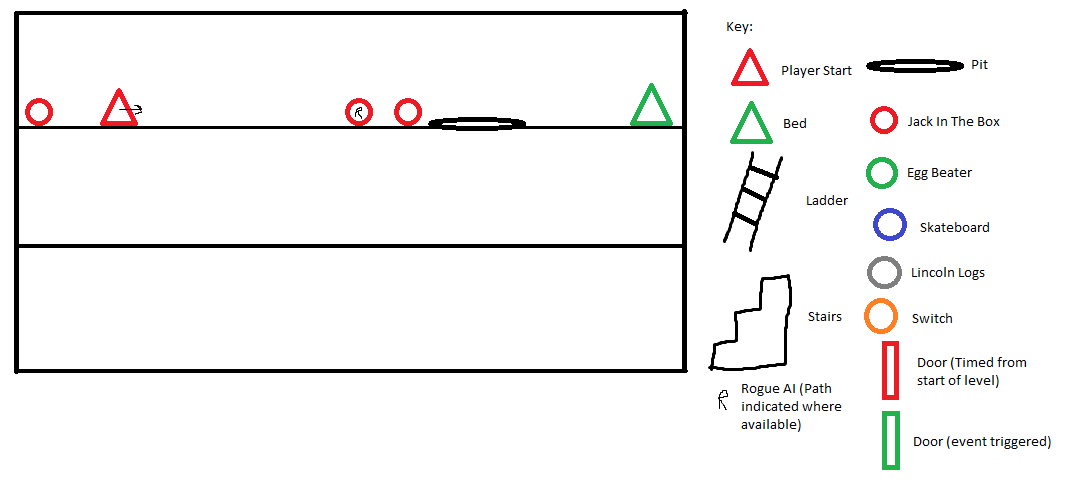 Key:
Player Start
Pit
R
Bed
Jack In The Box
Egg Beater
Ladder
Skateboard
Lincoln Logs
Stairs
Switch
Door (Timed from
start of level)
R
Rogue AI (Path
indicated where
available)
Door (event triggered)